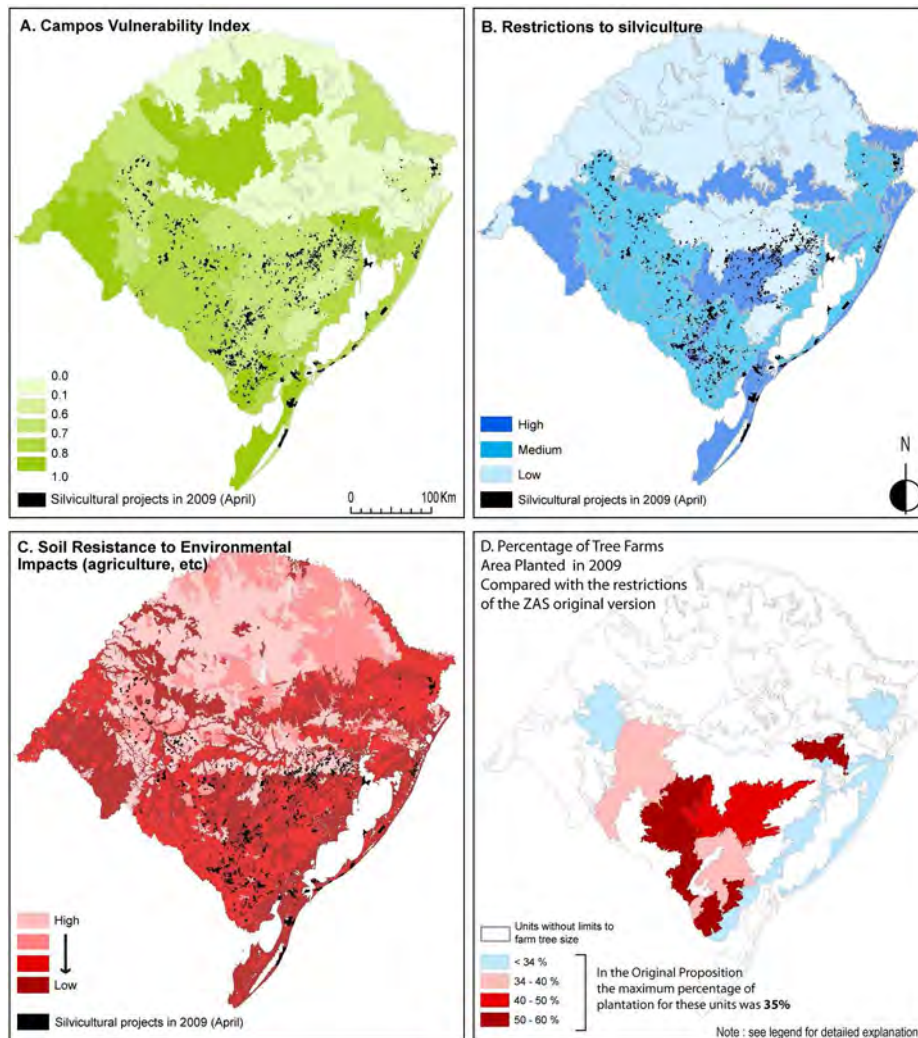 A. Campos Vulnerability Index
0.0
0.1
0.6
0.7
0.8
1.0
Silvicultural projects in 2009 (April)
0 100Km
B. Restrictions to silviculture
High
Medium
Low
Silvicultural projects in 2009 (April)
N
C. Soil Resistance to Environmental
Impacts (agriculture, etc)
High
Low
Silvicultural projects in 2009 (April)
D. Percentage of Tree Farms
Area Planted in 2009
Compared with the restrictions
of the ZAS original version
Units without limits to
farm tree size
< 34 %
34 - 40 %
40 - 50 %
50 - 60 %
In the Original Proposition
the maximum percentage of
plantation for these units was 35%
Note : see legend for detailed explanation